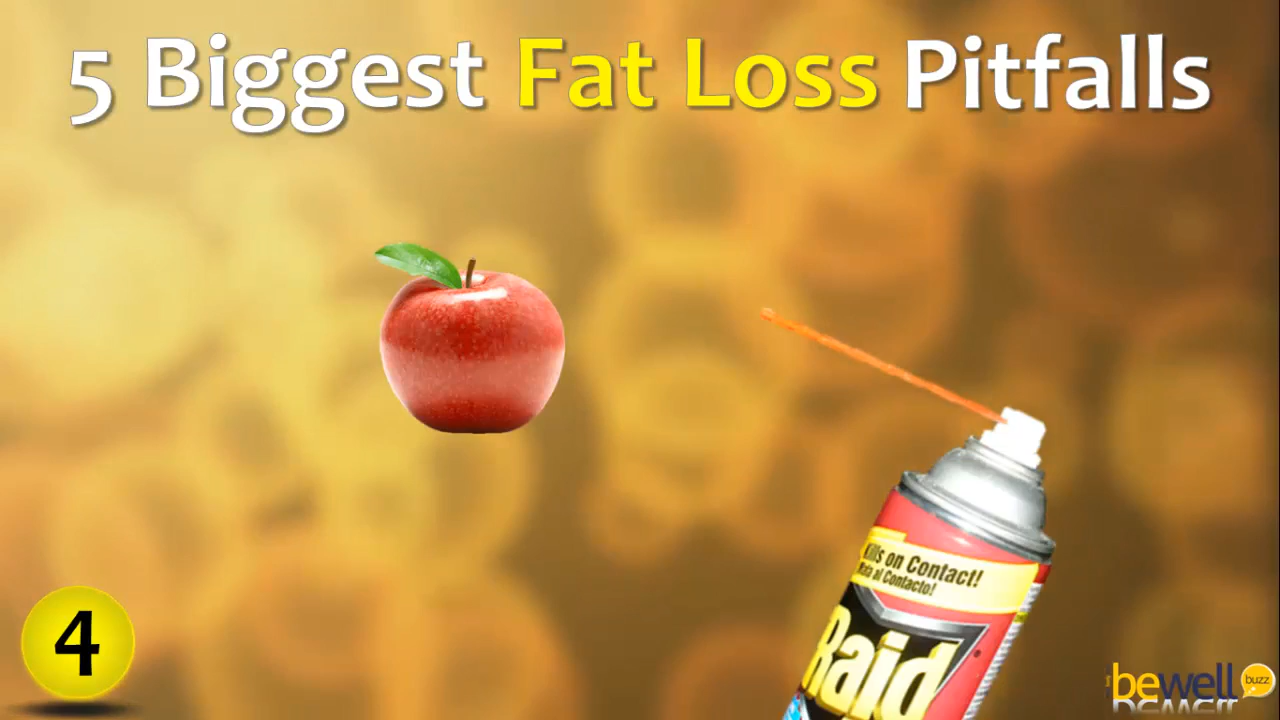 5 Biggest Fat Loss Pitfalls
Kills on Contact!
Mata al Contacto!
Raid
4
bewell
buzz